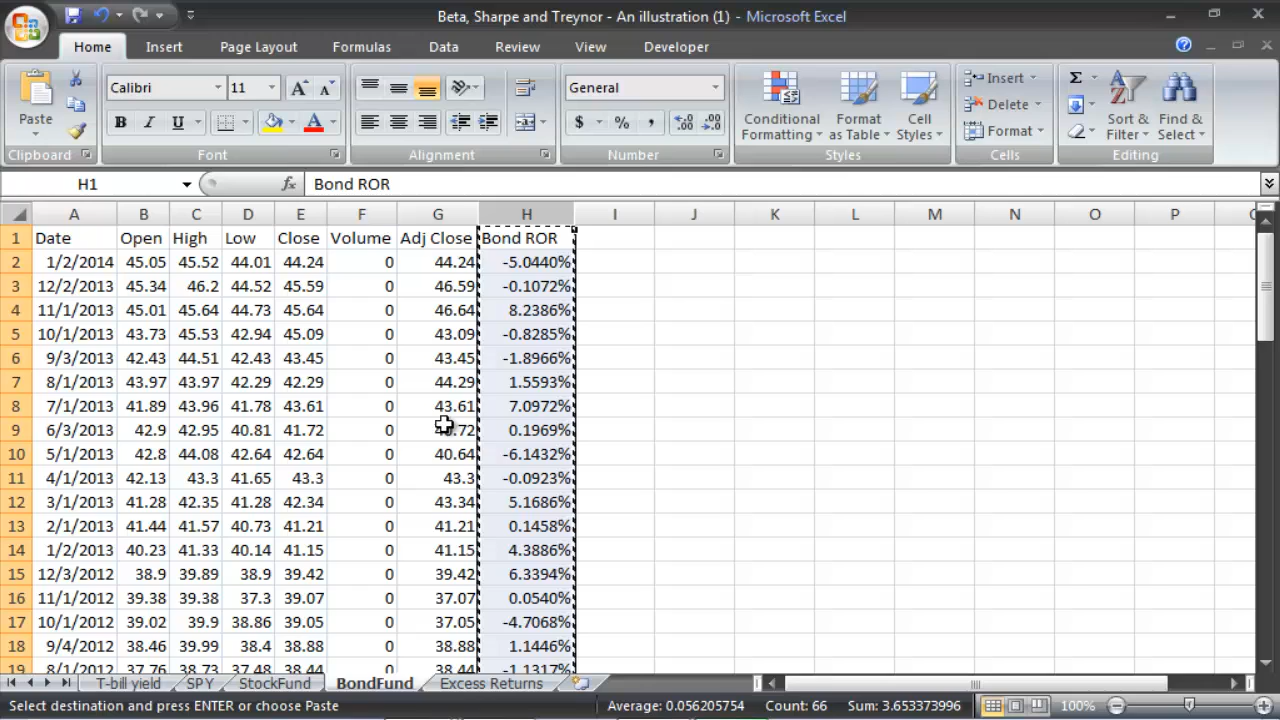 Beta, Sharpe and Treynor - An illustration (1) - Microsoft Excel
Home Insert Page Layout Formulas Data Review View Developer
Calibri 11 General
Paste
Conditional Formatting
Format as Table
Cell Styles
Insert
Delete
Format
Sort & Filter
Find & Select
Clipboard Font Alignment Number Styles Cells Editing
H1 fx Bond ROR
A B C D E F G H I J K L M N O P
1 Date Open High Low Close Volume Adj Close Bond ROR
2 1/2/2014 45.05 45.52 44.01 44.24 0 44.24 -5.0440%
3 12/2/2013 45.34 46.2 44.52 45.59 0 46.59 -0.1072%
4 11/1/2013 45.01 45.64 44.73 45.64 0 46.64 8.2386%
5 10/1/2013 43.73 45.53 42.94 45.09 0 43.09 -0.8285%
6 9/3/2013 42.43 44.51 42.43 43.45 0 43.45 -1.8966%
7 8/1/2013 43.97 43.97 42.29 42.29 0 44.29 1.5593%
8 7/1/2013 41.89 43.96 41.78 43.61 0 43.61 7.0972%
9 6/3/2013 42.9 42.95 40.81 41.72 0 0.1969%
10 5/1/2013 42.8 44.08 42.64 42.64 0 40.64 -6.1432%
11 4/1/2013 42.13 43.3 41.65 43.3 0 43.3 -0.0923%
12 3/1/2013 41.28 42.35 41.28 42.34 0 43.34 5.1686%
13 2/1/2013 41.44 41.57 40.73 41.21 0 41.21 0.1458%
14 1/2/2013 40.23 41.33 40.14 41.15 0 41.15 4.3886%
15 12/3/2012 38.9 39.89 38.9 39.42 0 39.42 6.3394%
16 11/1/2012 39.38 39.38 37.3 39.07 0 37.07 0.0540%
17 10/1/2012 39.02 39.9 38.86 39.05 0 37.05 -4.7068%
18 9/4/2012 38.46 39.99 38.4 38.88 0 38.88 1.1446%
19 8/1/2012 37.76 38.73 37.48 38.44 0 38.44 -1.1317%
T-bill yield SPY StockFund BondFund Excess Returns
Select destination and press ENTER or choose Paste Average: 0.056205754 Count: 66 Sum: 3.653373996 100%